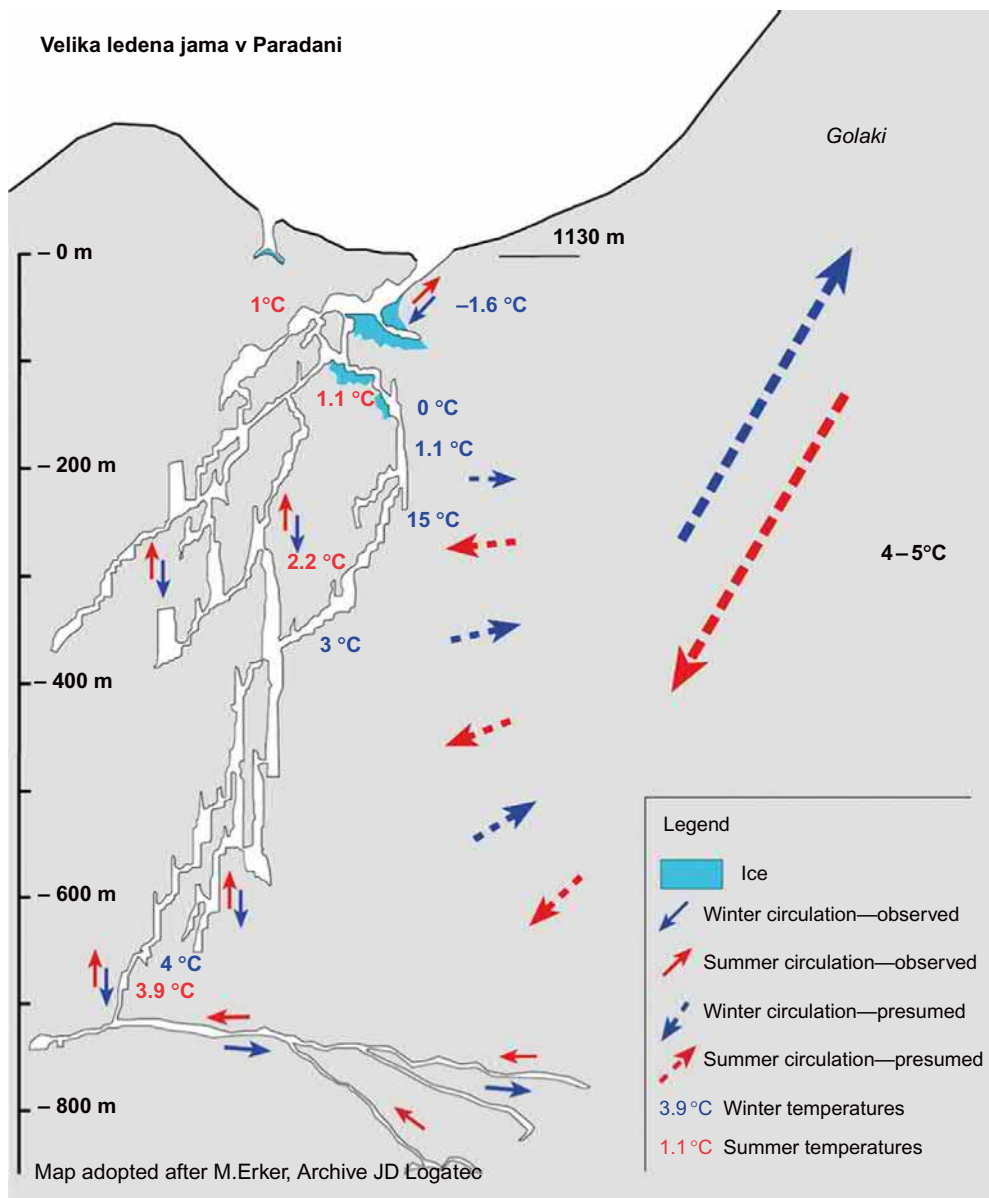 Velika ledena jama v Paradani
Golaki
– 0 m
1130 m
1°C
–1.6 °C
1.1 °C
0 °C
1.1 °C
– 200 m
15 °C
2.2 °C
4 – 5°C
3 °C
– 400 m
Legend
Ice
– 600 m
Winter circulation—observed
4 °C
Summer circulation—observed
3.9 °C
Winter circulation—presumed
Summer circulation—presumed
– 800 m
3.9 °C Winter temperatures
1.1 °C Summer temperatures
Map adopted after M.Erker, Archive JD Logatec